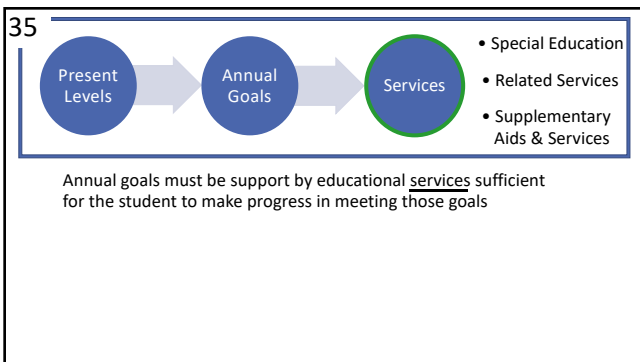 35
Present
Levels
Annual
Goals
Services
• Special Education
• Related Services
• Supplementary
Aids & Services
Annual goals must be support by educational services sufficient
for the student to make progress in meeting those goals